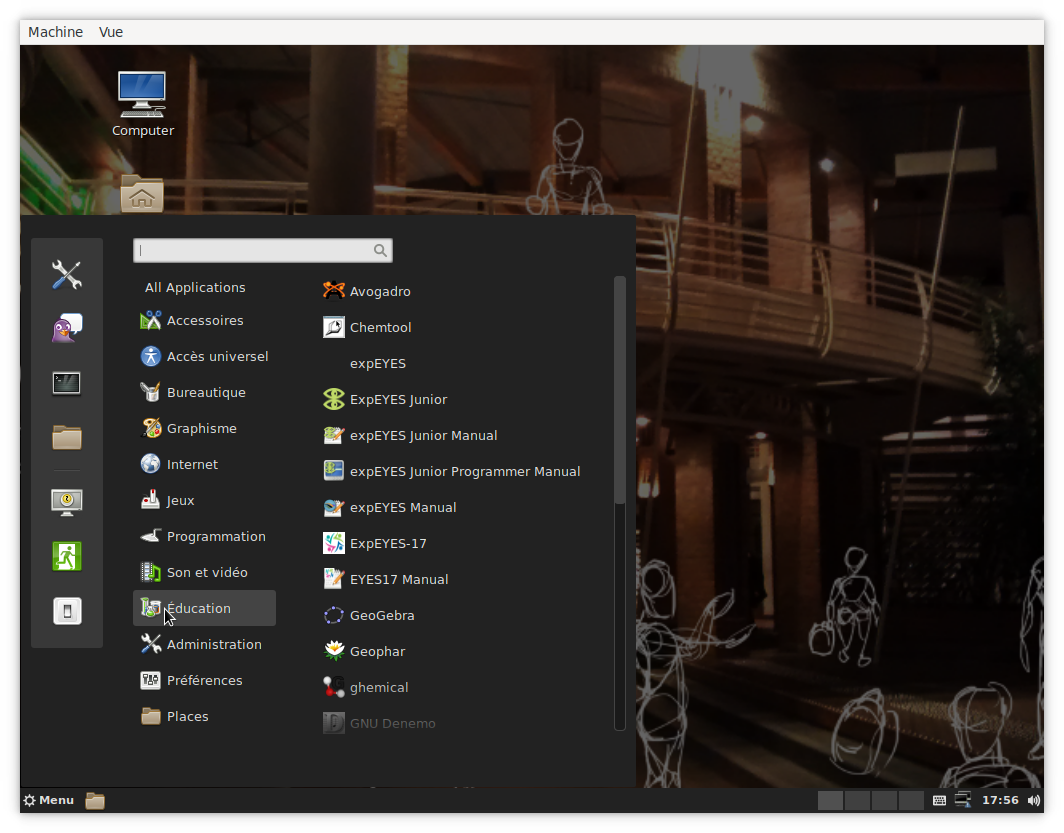 Machine Vue
Computer
All Applications
Accessoires
Accès universel
Bureautique
Graphisme
Internet
Jeux
Programmation
Son et vidéo
Éducation
Administration
Préférences
Places
Avogadro
Chemtool
expEYES
ExpEYES Junior
expEYES Junior Manual
expEYES Junior Programmer Manual
expEYES Manual
ExpEYES-17
EYES17 Manual
GeoGebra
Geophar
ghemical
GNU Denemo
Menu
17:56